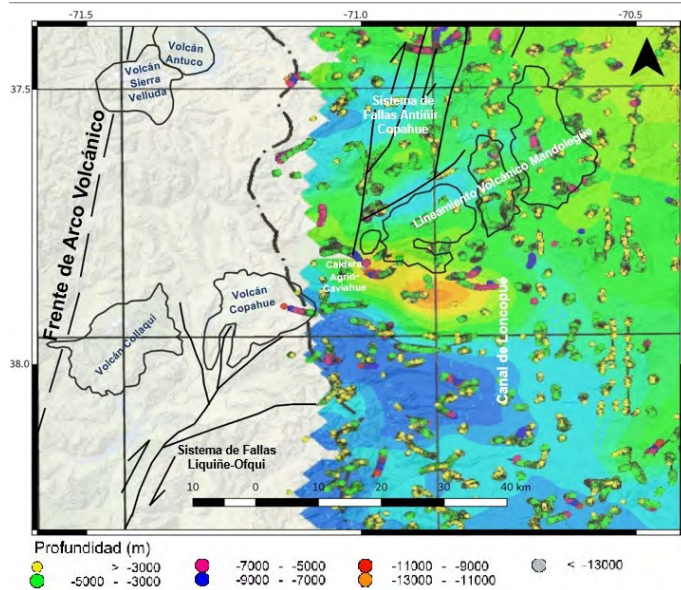 -71.5
-71.0
-70.5
37.5
38.0
Volcán
Antuco
Volcán
Sierra
Velluda
Frente de Arco Volcánico
Sistema de
Fallas Antiñir-
Copahue
Lineamiento Volcánico Mandolegüe
Caldera
Agrio-
Caviahue
Volcán
Copahue
Volcán Collaqui
Canal de Loncopué
Sistema de Fallas
Liquiñe-Ofqui
10 0 10 20 30 40 km
Profundidad (m)
> -3000
-5000 - -3000
-7000 - -5000
-9000 - -7000
-11000 - -9000
-13000 - -11000
< -13000